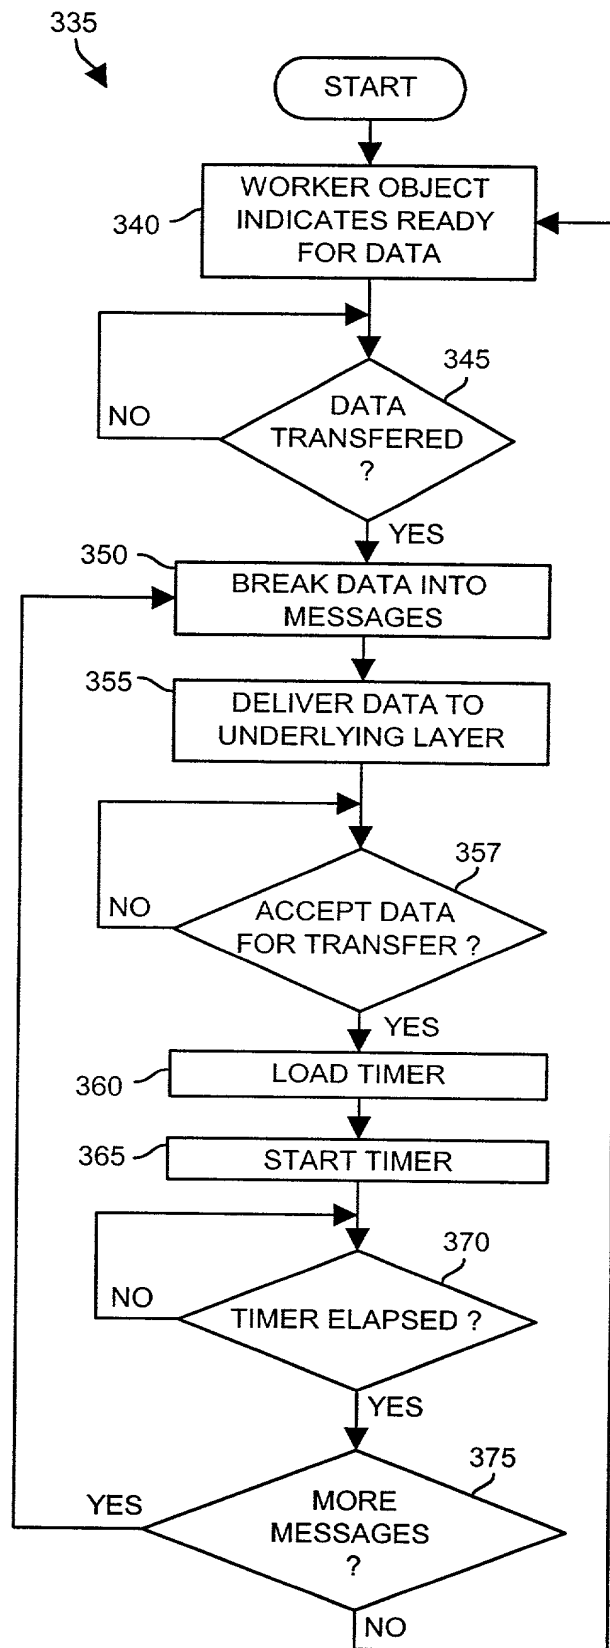 335
START
340
WORKER OBJECT
INDICATES READY
FOR DATA
345
DATA
TRANSFERED
?
NO
YES
350
BREAK DATA INTO
MESSAGES
355
DELIVER DATA TO
UNDERLYING LAYER
357
ACCEPT DATA
FOR TRANSFER ?
NO
YES
360
LOAD TIMER
365
START TIMER
370
TIMER ELAPSED ?
NO
YES
375
MORE
MESSAGES
?
YES
NO